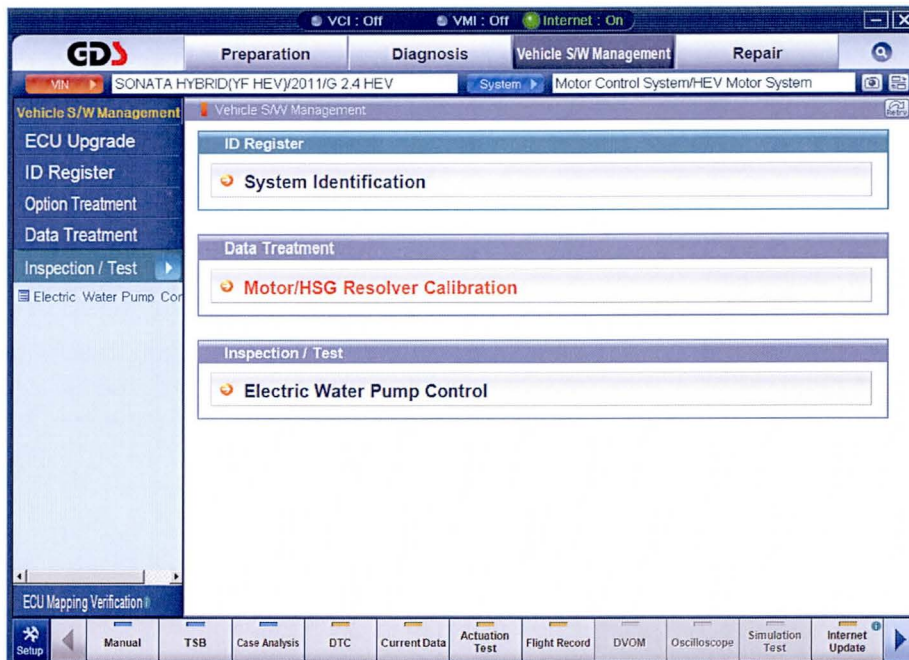 VCI : Off VMI : Off Internet : On
GDS Preparation Diagnosis Vehicle S/W Management Repair
VIN SONATA HYBRID(YF HEV)/2011/G 2.4 HEV System Motor Control System/HEV Motor System
Vehicle S/W Management Vehicle S/W Management Retry
ECU Upgrade
ID Register
Option Treatment
Data Treatment
Inspection / Test
Electric Water Pump Cor
ID Register
System Identification
Data Treatment
Motor/HSG Resolver Calibration
Inspection / Test
Electric Water Pump Control
ECU Mapping Verification
Setup Manual TSB Case Analysis DTC Current Data Actuation Test Flight Record DVOM Oscilloscope Simulation Test Internet Update